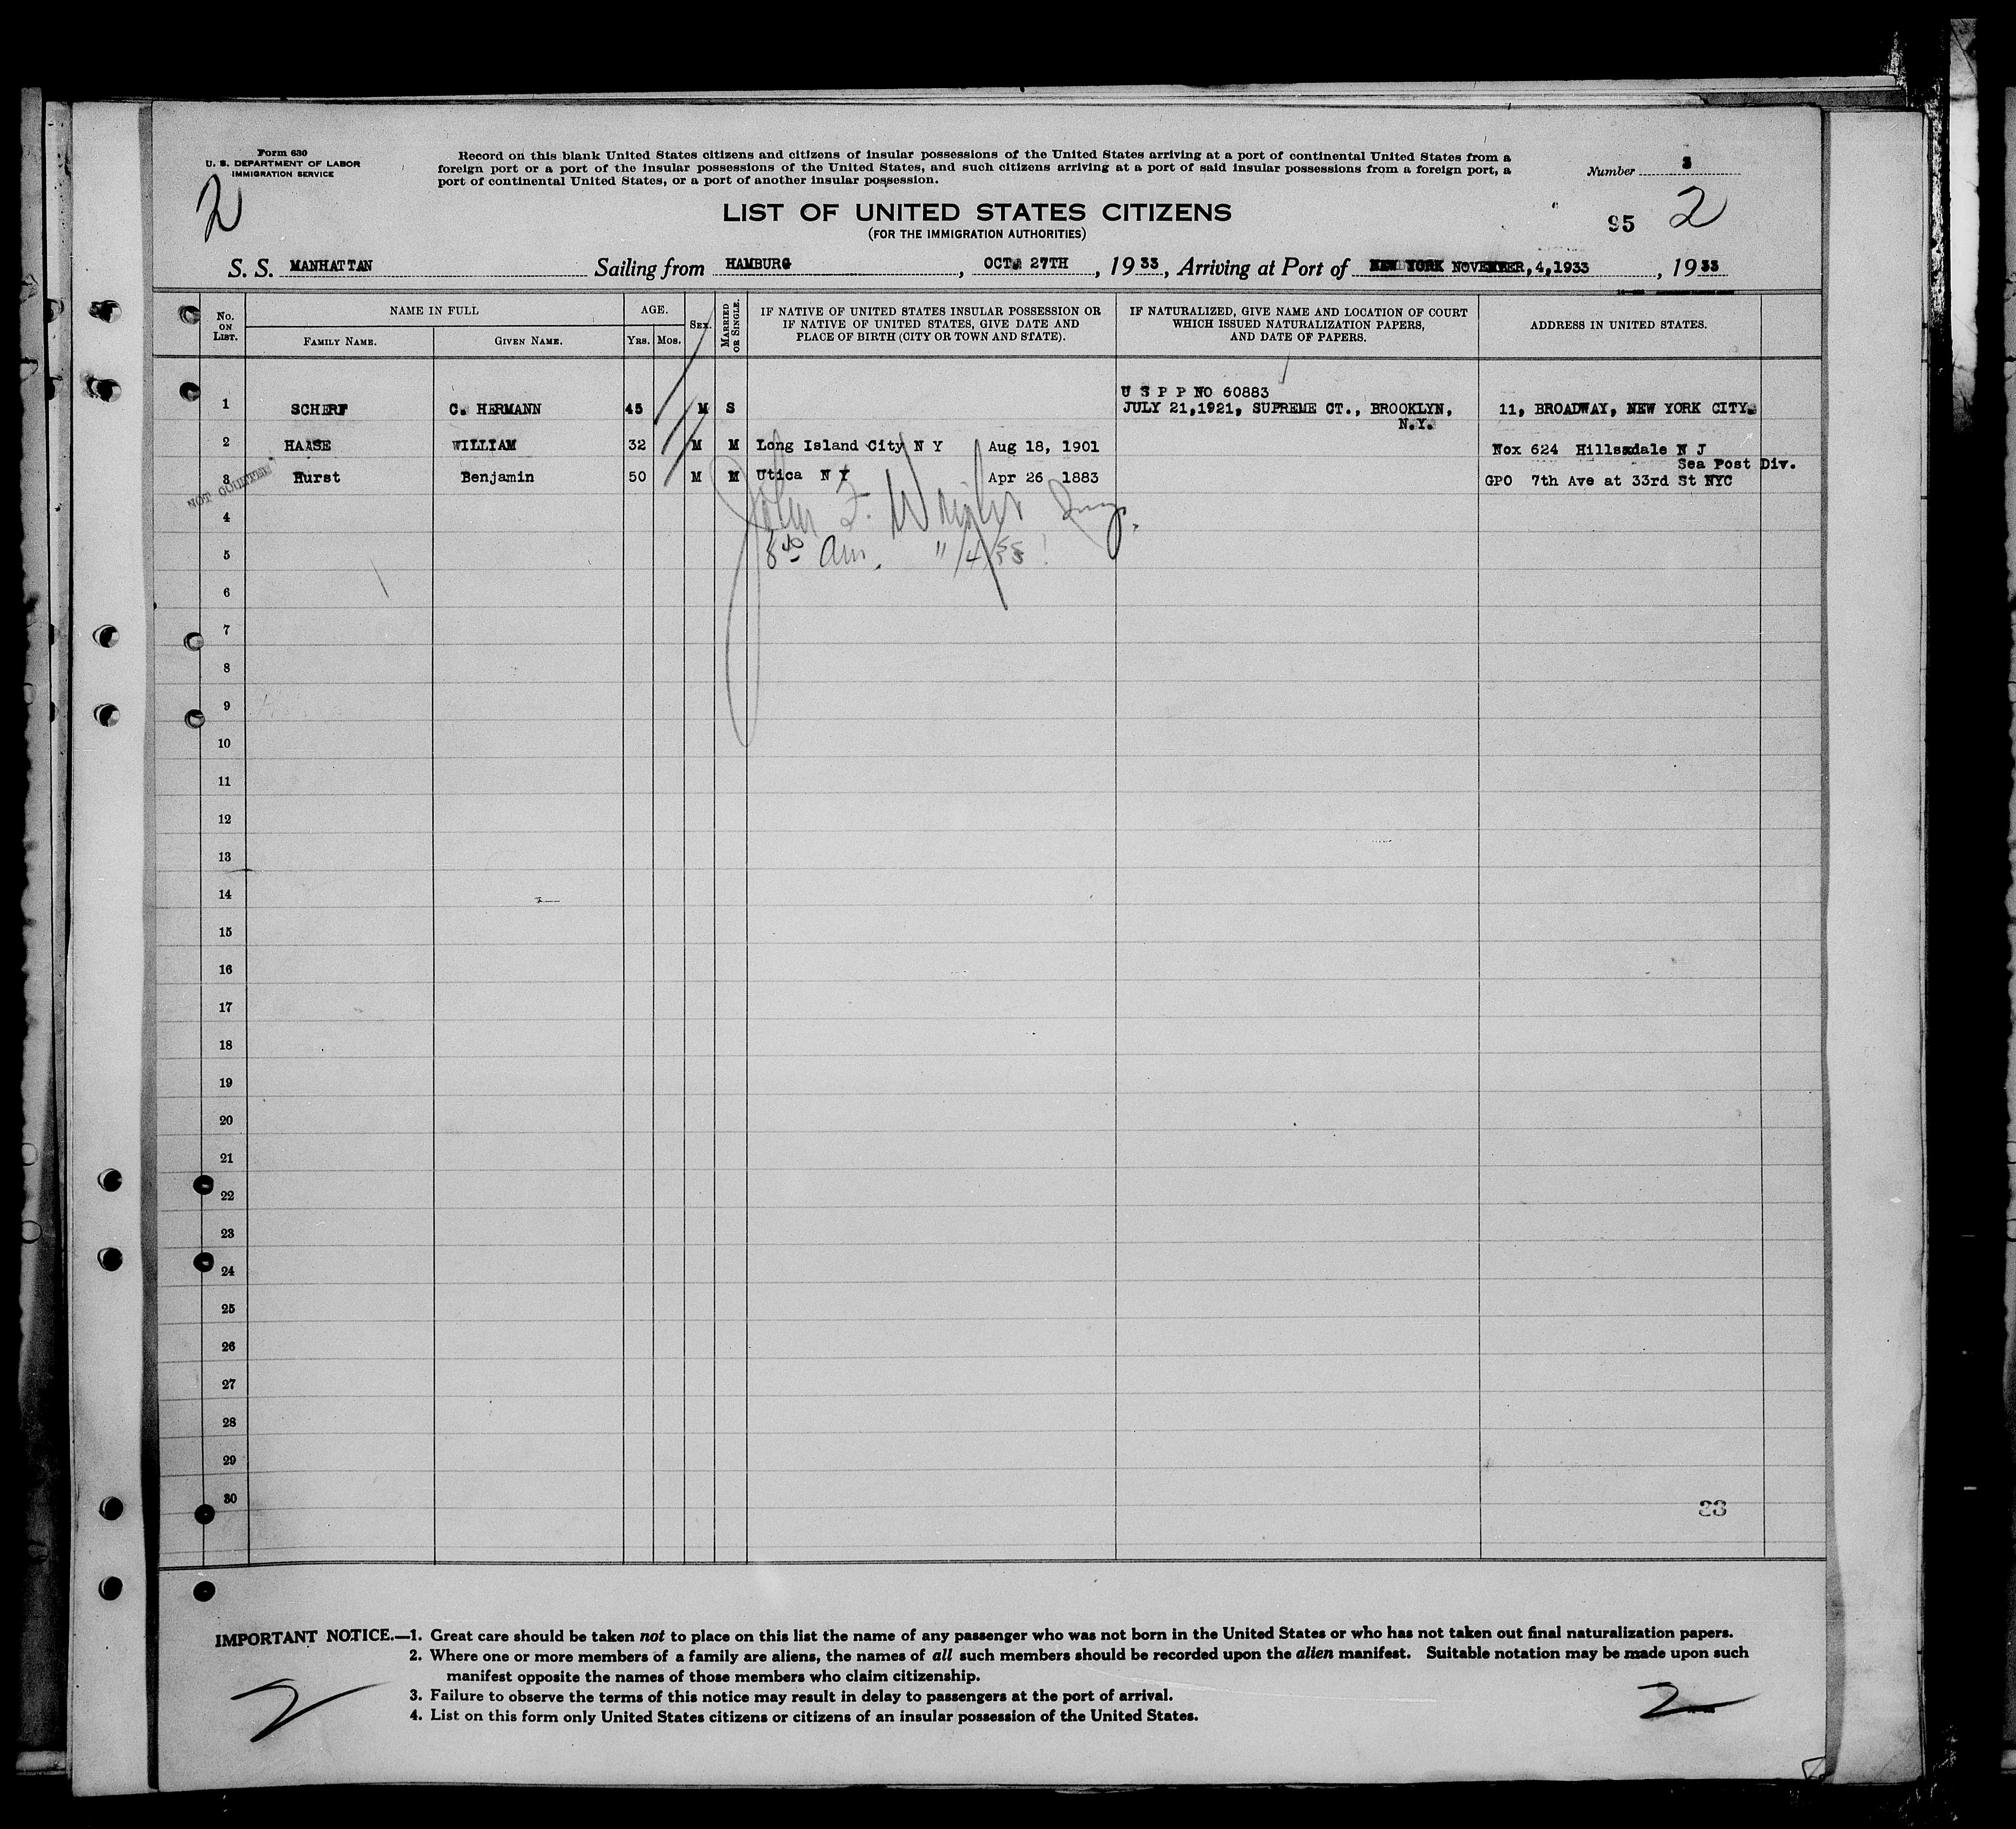 Form 630
U. S. DEPARTMENT OF LABOR
IMMIGRATION SERVICE
2
Record on this blank United States citizens and citizens of insular possessions of the United States arriving at a port of continental United States from a
foreign port or a port of the insular possessions of the United States, and such citizens arriving at a port of said insular possessions from a foreign port, a
port of continental United States, or a port of another insular possession.
Number 3
LIST OF UNITED STATES CITIZENS
(FOR THE IMMIGRATION AUTHORITIES)
95 2
S. S. MANHATTAN Sailing from HAMBURG, OCT. 27TH, 1933, Arriving at Port of NEW YORK NOVEMBER,4,1933, 1933
No. ON LIST. NAME IN FULL AGE. SEX. MARRIED OR SINGLE. IF NATIVE OF UNITED STATES INSULAR POSSESSION OR IF NATIVE OF UNITED STATES, GIVE DATE AND PLACE OF BIRTH (CITY OR TOWN AND STATE). IF NATURALIZED, GIVE NAME AND LOCATION OF COURT WHICH ISSUED NATURALIZATION PAPERS, AND DATE OF PAPERS. ADDRESS IN UNITED STATES.
FAMILY NAME. GIVEN NAME. YRS. MOS.
U S P P NO 60883
1 SCHERF C. HERMANN 45 M S JULY 21,1921, SUPREME CT., BROOKLYN, 11, BROADWAY, NEW YORK CITY.
N.Y.
2 HAASE WILLIAM 32 M M Long Island City N Y Aug 18, 1901 Nox 624 Hillsdale N J
Sea Post Div.
3 Hurst Benjamin 50 M M Utica N Y Apr 26 1883 GPO 7th Ave at 33rd St NYC
NOT QUOTED
4
John F. Wright Insp.
5
8 40 am. 11/4/33
6
7
8
9
10
11
12
13
14
15
16
17
18
19
20
21
22
23
24
25
26
27
28
29
30
33
IMPORTANT NOTICE.—1. Great care should be taken not to place on this list the name of any passenger who was not born in the United States or who has not taken out final naturalization papers.
2. Where one or more members of a family are aliens, the names of all such members should be recorded upon the alien manifest. Suitable notation may be made upon such
manifest opposite the names of those members who claim citizenship.
3. Failure to observe the terms of this notice may result in delay to passengers at the port of arrival.
4. List on this form only United States citizens or citizens of an insular possession of the United States.
2 2